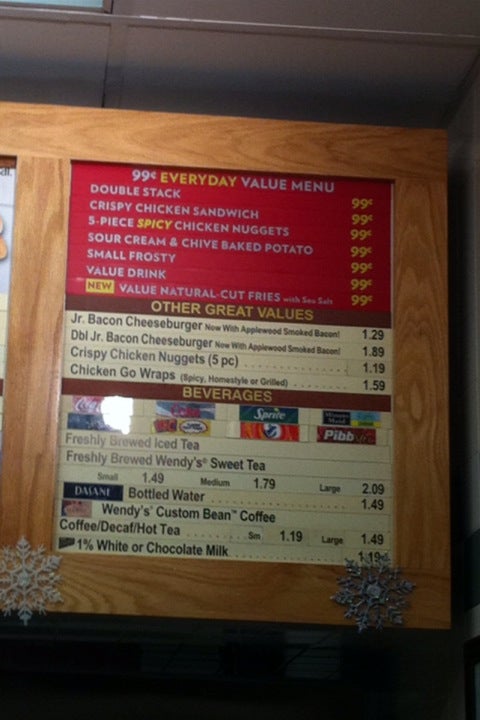 99¢ EVERYDAY VALUE MENU
DOUBLE STACK 99¢
CRISPY CHICKEN SANDWICH 99¢
5-PIECE SPICY CHICKEN NUGGETS 99¢
SOUR CREAM & CHIVE BAKED POTATO 99¢
SMALL FROSTY 99¢
VALUE DRINK 99¢
NEW VALUE NATURAL-CUT FRIES with Sea Salt 99¢
OTHER GREAT VALUES
Jr. Bacon Cheeseburger Now With Applewood Smoked Bacon! 1.29
Dbl Jr. Bacon Cheeseburger Now With Applewood Smoked Bacon! 1.89
Crispy Chicken Nuggets (5 pc) 1.19
Chicken Go Wraps (Spicy, Homestyle or Grilled) 1.59
BEVERAGES
Sprite Minute Maid
Pibb
Freshly Brewed Iced Tea
Freshly Brewed Wendy's® Sweet Tea
Small 1.49 Medium 1.79 Large 2.09
DASANI Bottled Water 1.49
Wendy's® Custom Bean™ Coffee
Coffee/Decaf/Hot Tea Sm 1.19 Large 1.49
1% White or Chocolate Milk 1.19